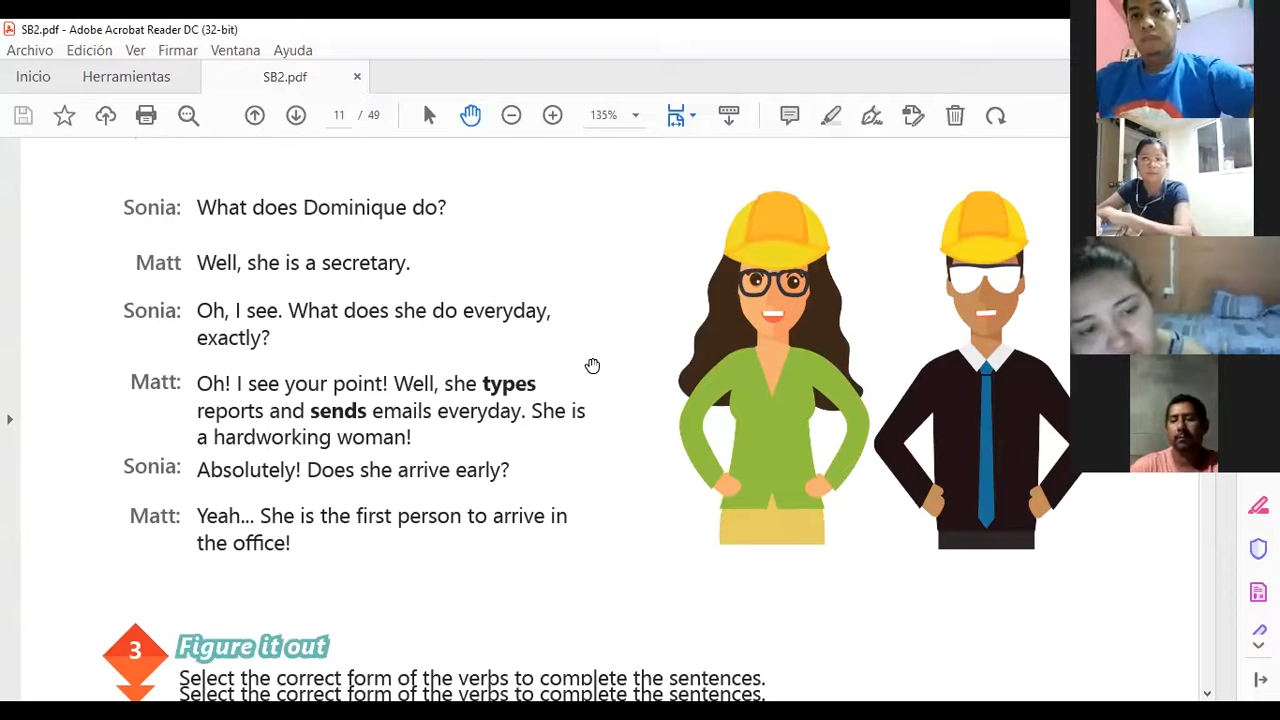 SB2.pdf - Adobe Acrobat Reader DC (32-bit)
Archivo Edición Ver Firmar Ventana Ayuda
Inicio Herramientas SB2.pdf ×
11 / 49 135%
Sonia: What does Dominique do?
Matt Well, she is a secretary.
Sonia: Oh, I see. What does she do everyday,
exactly?
Matt: Oh! I see your point! Well, she types
reports and sends emails everyday. She is
a hardworking woman!
Sonia: Absolutely! Does she arrive early?
Matt: Yeah... She is the first person to arrive in
the office!
3 Figure it out
Select the correct form of the verbs to complete the sentences.
Select the correct form of the verbs to complete the sentences.